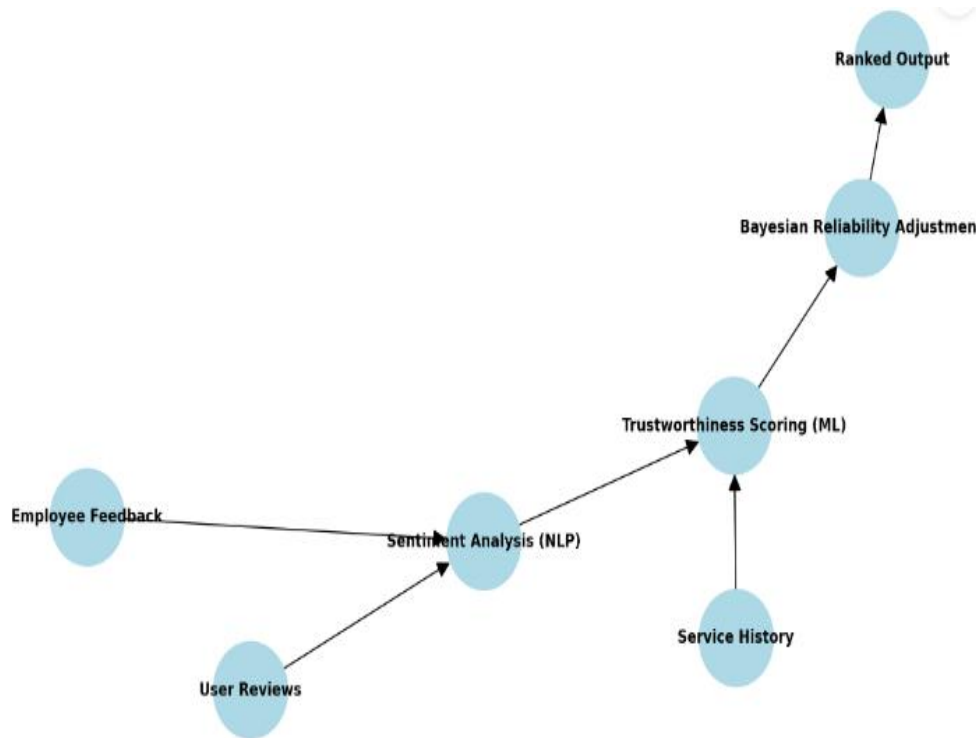 Ranked Output
Bayesian Reliability Adjustmen
Trustworthiness Scoring (ML)
Employee Feedback
Sentiment Analysis (NLP)
Service History
User Reviews